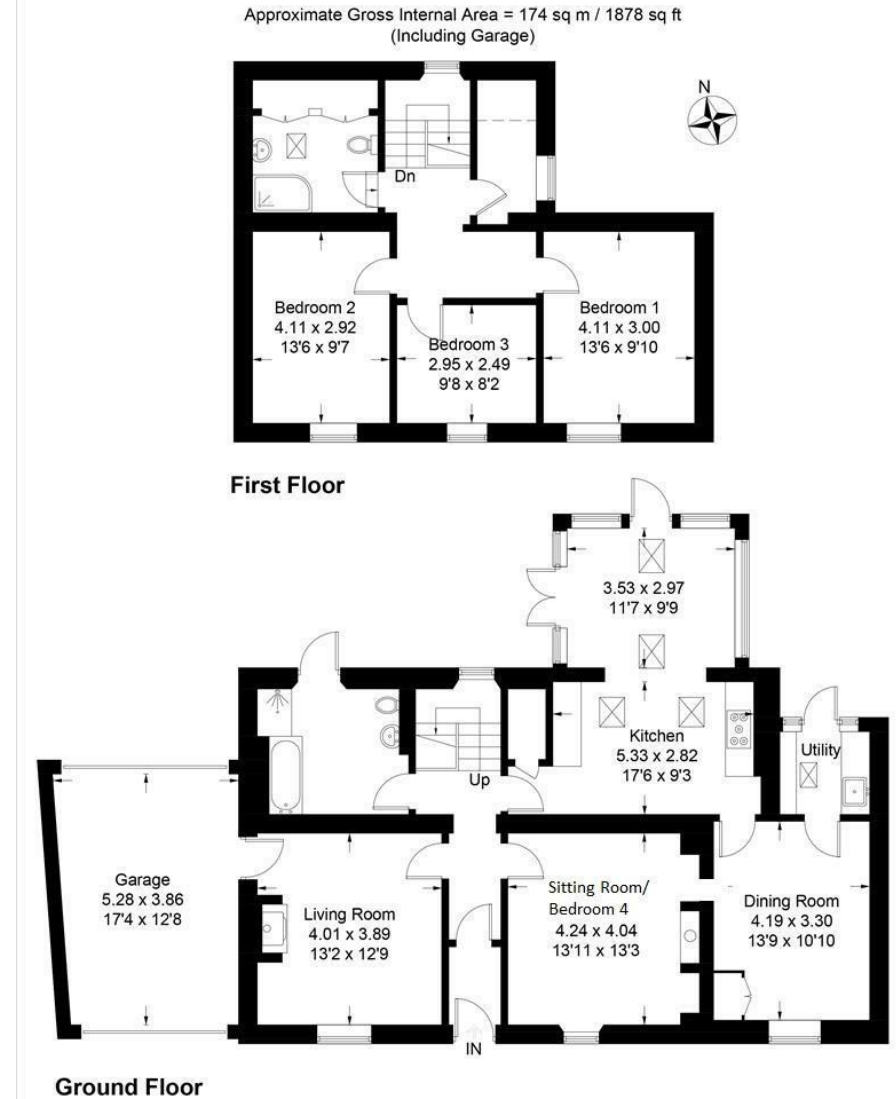 Approximate Gross Internal Area = 174 sq m / 1878 sq ft
(Including Garage)
N
Dn
Bedroom 2
4.11 x 2.92
13'6 x 9'7
Bedroom 3
2.95 x 2.49
9'8 x 8'2
Bedroom 1
4.11 x 3.00
13'6 x 9'10
First Floor
3.53 x 2.97
11'7 x 9'9
Kitchen
5.33 x 2.82
17'6 x 9'3
Utility
Up
Garage
5.28 x 3.86
17'4 x 12'8
Living Room
4.01 x 3.89
13'2 x 12'9
Sitting Room/
Bedroom 4
4.24 x 4.04
13'11 x 13'3
Dining Room
4.19 x 3.30
13'9 x 10'10
IN
Ground Floor